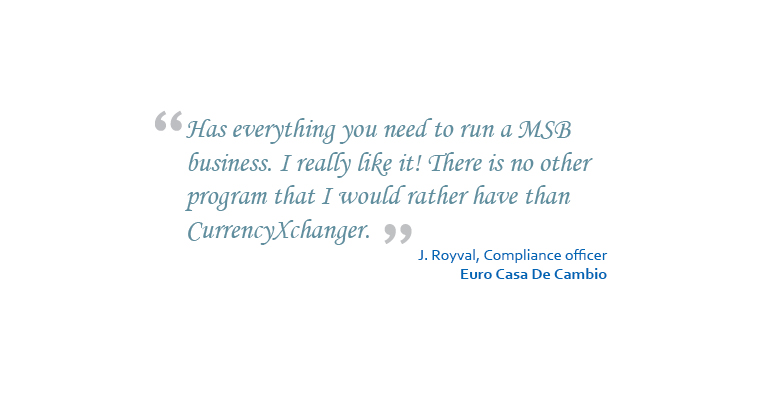 “ Has everything you need to run a MSB
business. I really like it! There is no other
program that I would rather have than
CurrencyXchanger. ”
J. Royval, Compliance officer
Euro Casa De Cambio